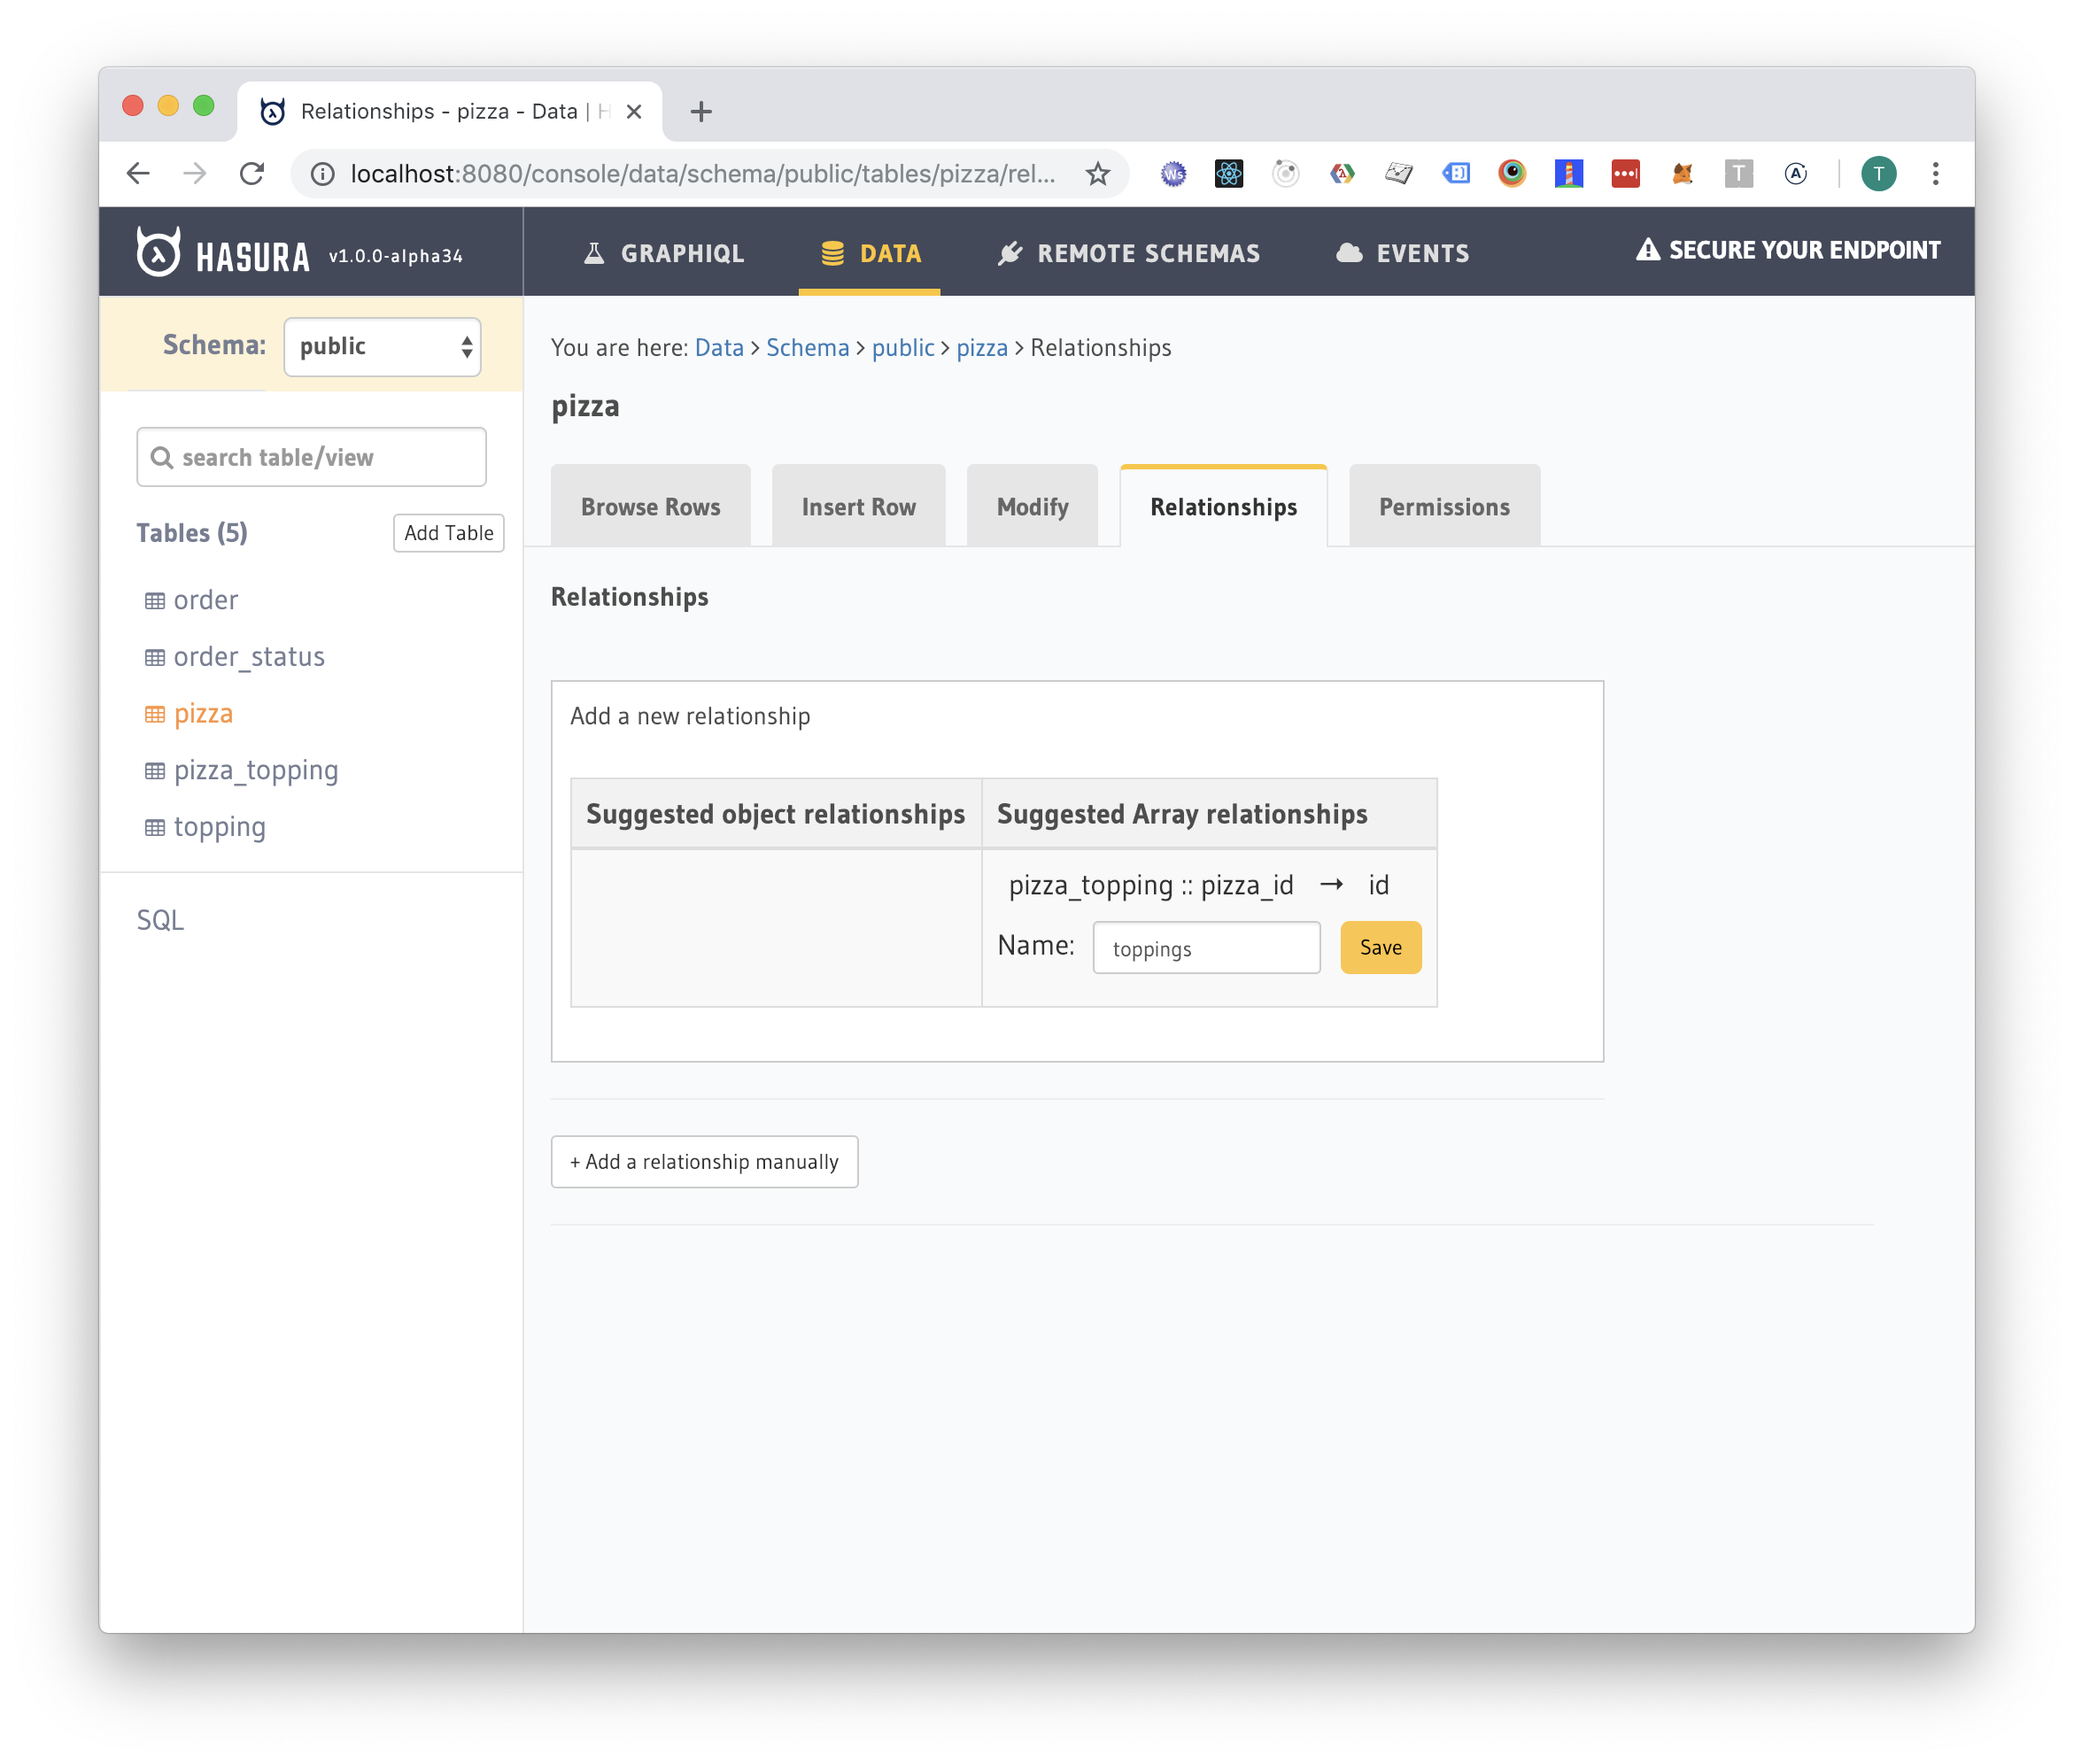 Relationships - pizza - Data | H
localhost:8080/console/data/schema/public/tables/pizza/rel...
Ws
T
A
T
HASURA v1.0.0-alpha34
GRAPHIQL
DATA
REMOTE SCHEMAS
EVENTS
SECURE YOUR ENDPOINT
Schema: public
You are here: Data > Schema > public > pizza > Relationships
pizza
search table/view
Browse Rows
Insert Row
Modify
Relationships
Permissions
Tables (5)
Add Table
order
order_status
pizza
pizza_topping
topping
SQL
Relationships
Add a new relationship
Suggested object relationships
Suggested Array relationships
pizza_topping :: pizza_id → id
Name: toppings Save
+ Add a relationship manually